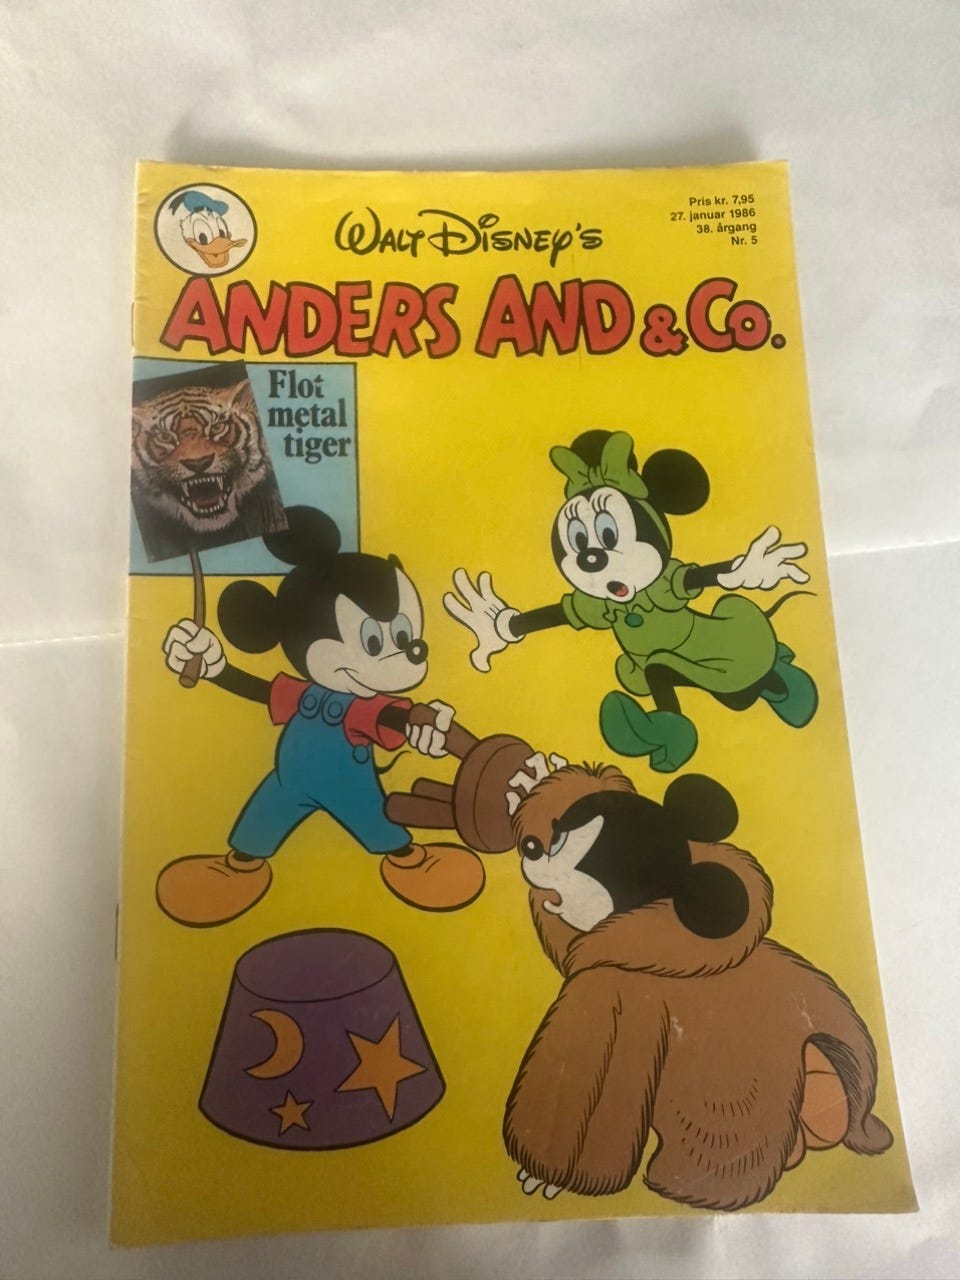 Pris kr. 7,95
27. januar 1986
38. årgang
Nr. 5
WALT DISNEY'S
ANDERS AND & Co.
Flot
metal
tiger